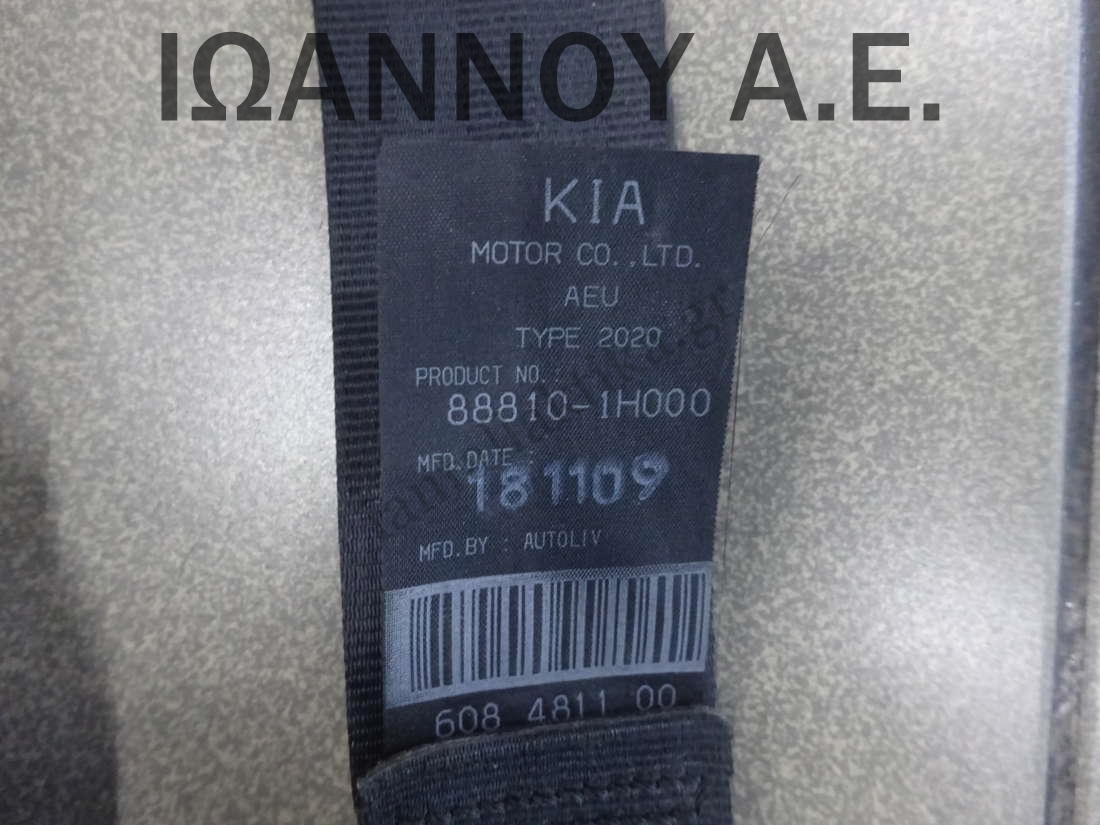 ΙΩΑΝΝΟΥ Α.Ε.
KIA
MOTOR CO.,LTD.
AEU
TYPE 2020
PRODUCT NO. :
88810-1H000
MFD.DATE :
181109
MFD.BY : AUTOLIV
608 4811 00